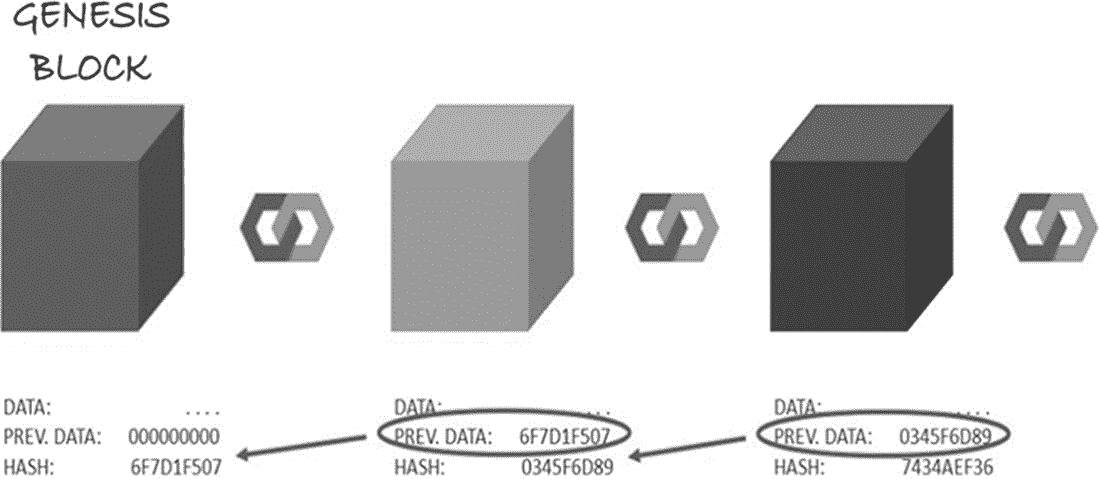 GENESIS
BLOCK
DATA: ....
PREV. DATA: 000000000
HASH: 6F7D1F507
DATA: ...
PREV. DATA: 6F7D1F507
HASH: 0345F6D89
DATA: ....
PREV. DATA: 0345F6D89
HASH: 7434AEF36